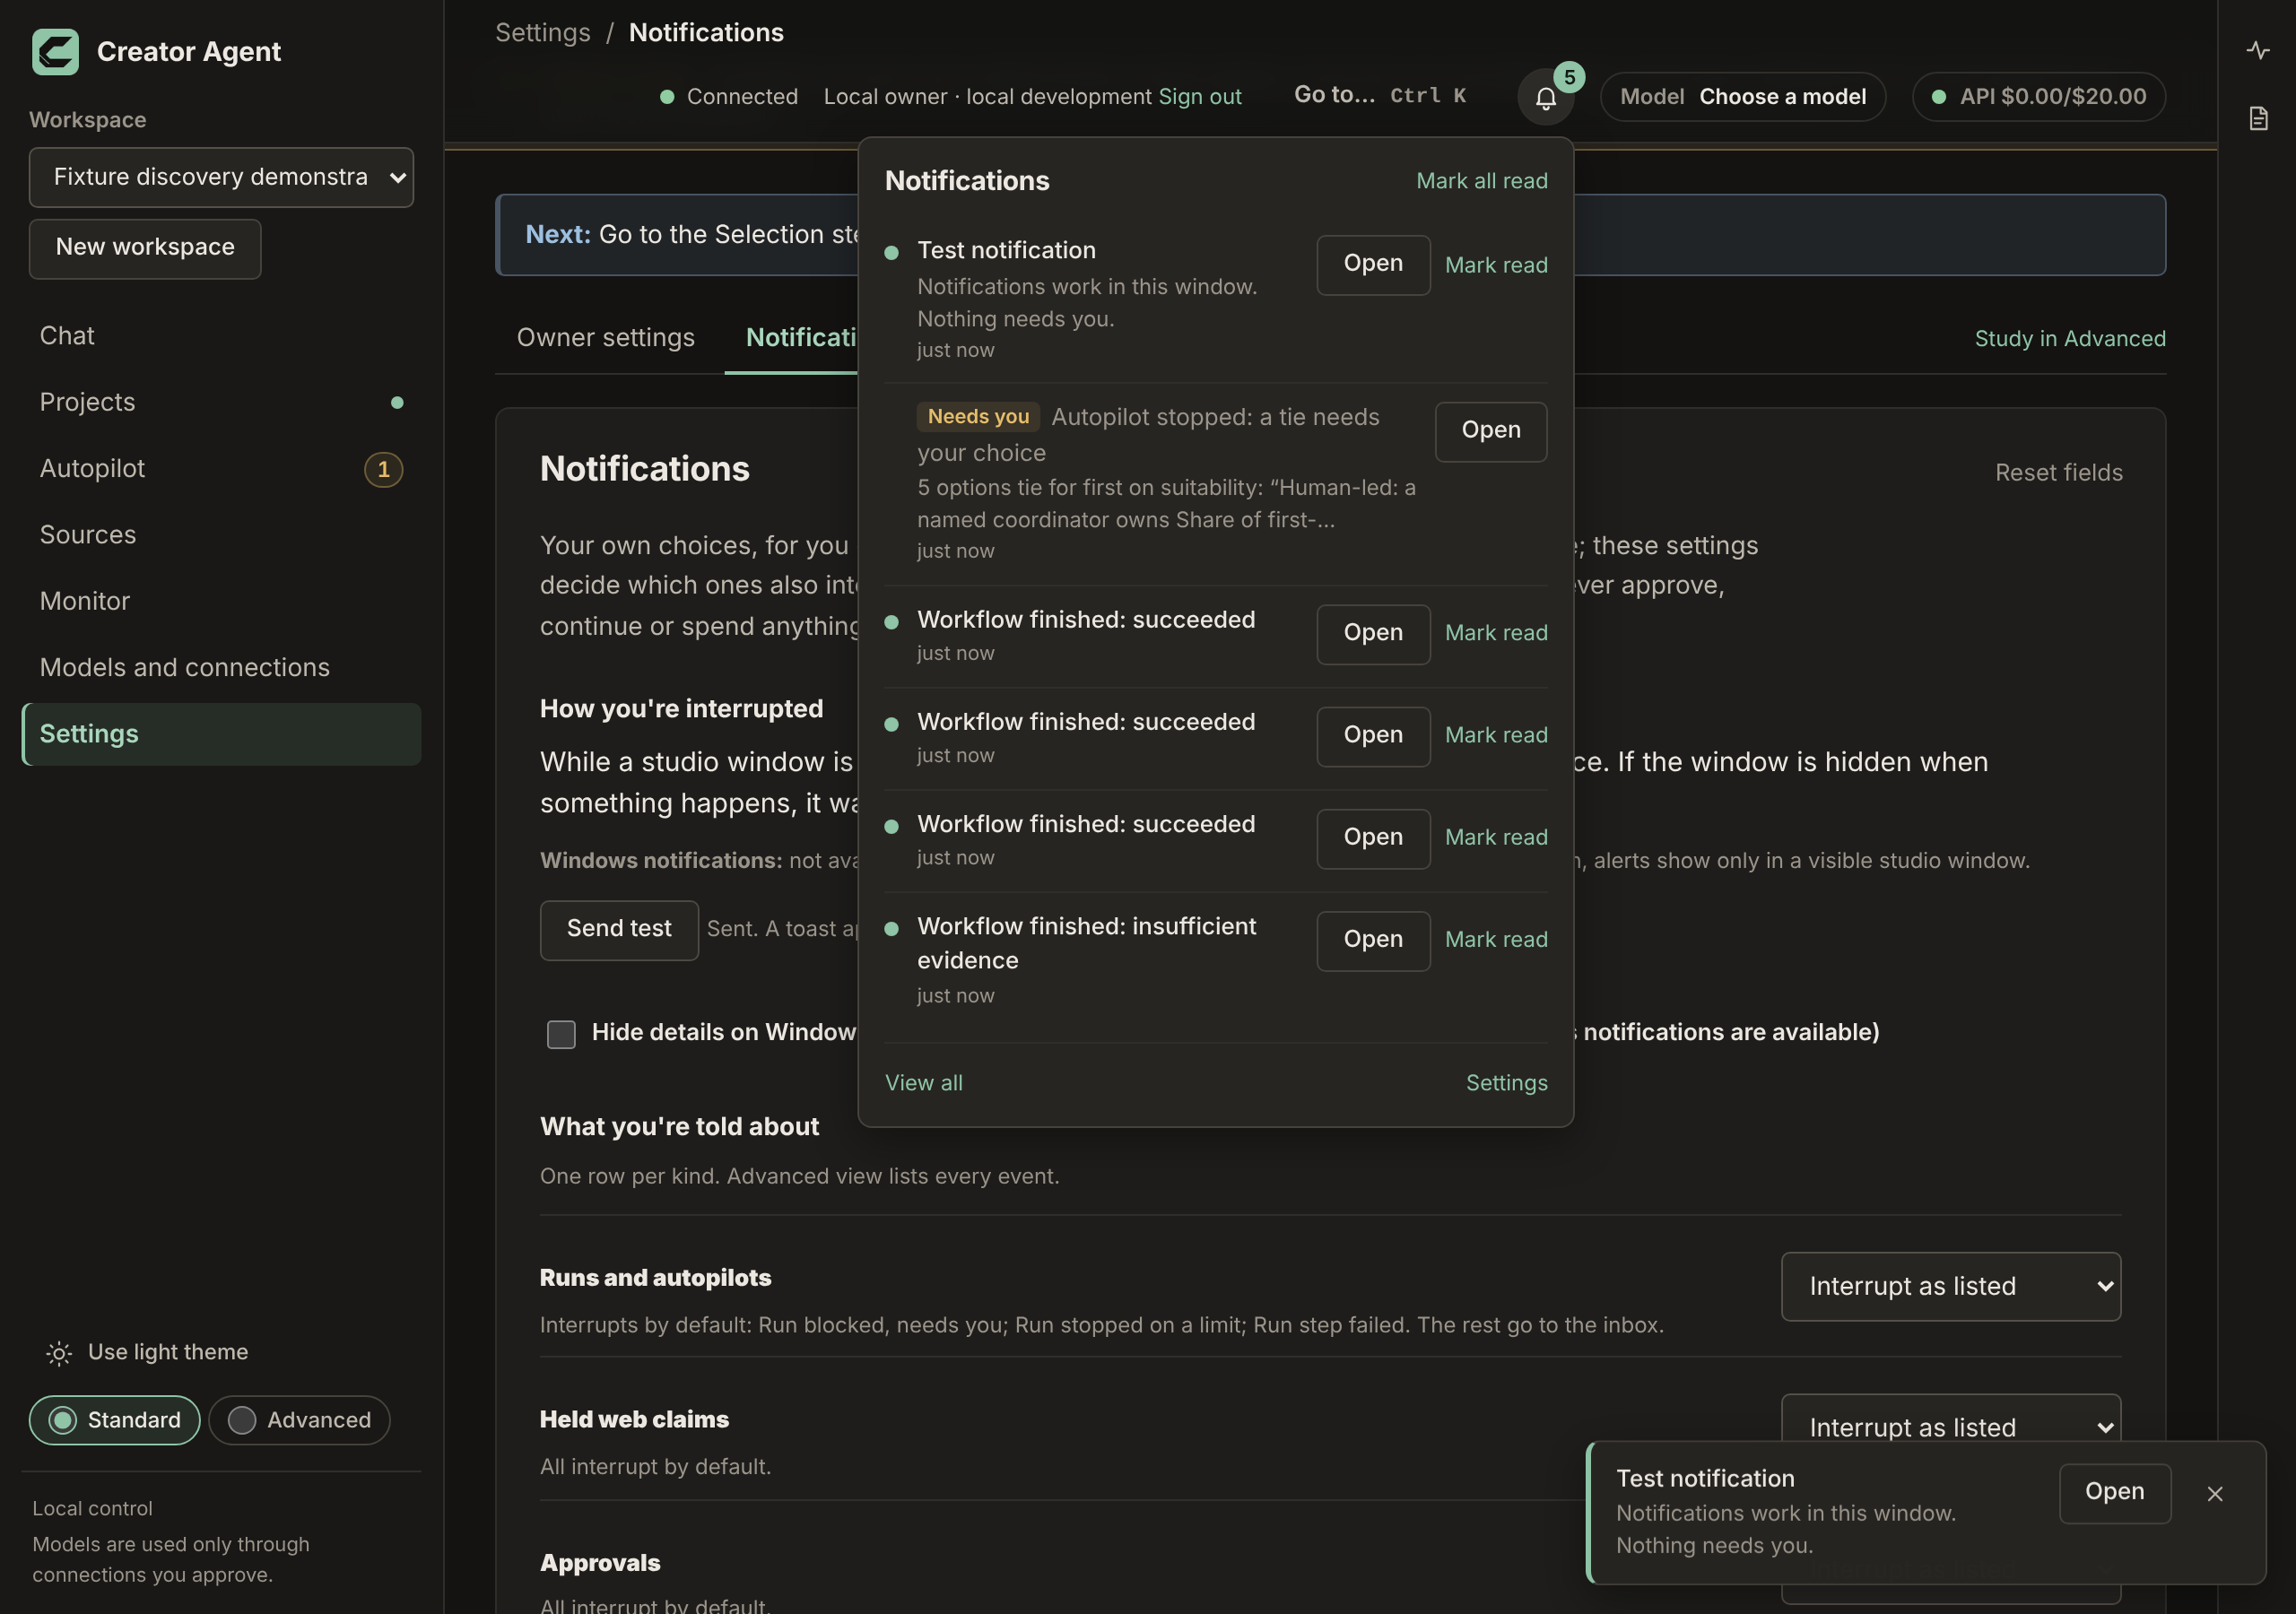 Creator Agent
Workspace
Fixture discovery demonstra
New workspace
Chat
Projects
Autopilot 1
Sources
Monitor
Models and connections
Settings
Use light theme
Standard Advanced
Local control
Models are used only through
connections you approve.
Settings / Notifications
Connected Local owner · local development Sign out Go to... Ctrl K 5 Model Choose a model API $0.00/$20.00
Next: Go to the Selection
Owner settings
Study in Advanced
Notifications
Reset fields
Your own choices, for you
; these settings
decide which ones also
approve,
continue or spend
How you're interrupted
While a studio window is
If the window is hidden when
something happens, it
Windows notifications: not
, alerts show only in a visible studio window.
Send test Sent. A toast
Hide details on
notifications are available)
What you're told about
One row per kind. Advanced view lists every event.
Runs and autopilots
Interrupt as listed
Interrupts by default: Run blocked, needs you; Run stopped on a limit; Run step failed. The rest go to the inbox.
Held web claims
Interrupt as listed
All interrupt by default.
Approvals
All interrupt by default.
Notifications Mark all read
Test notification Open Mark read
Notifications work in this window.
Nothing needs you.
just now
Needs you Autopilot stopped: a tie needs Open
your choice
5 options tie for first on suitability: “Human-led: a
named coordinator owns Share of first-...
just now
Workflow finished: succeeded Open Mark read
just now
Workflow finished: succeeded Open Mark read
just now
Workflow finished: succeeded Open Mark read
just now
Workflow finished: insufficient Open Mark read
evidence
just now
View all Settings
Test notification Open
Notifications work in this window.
Nothing needs you.